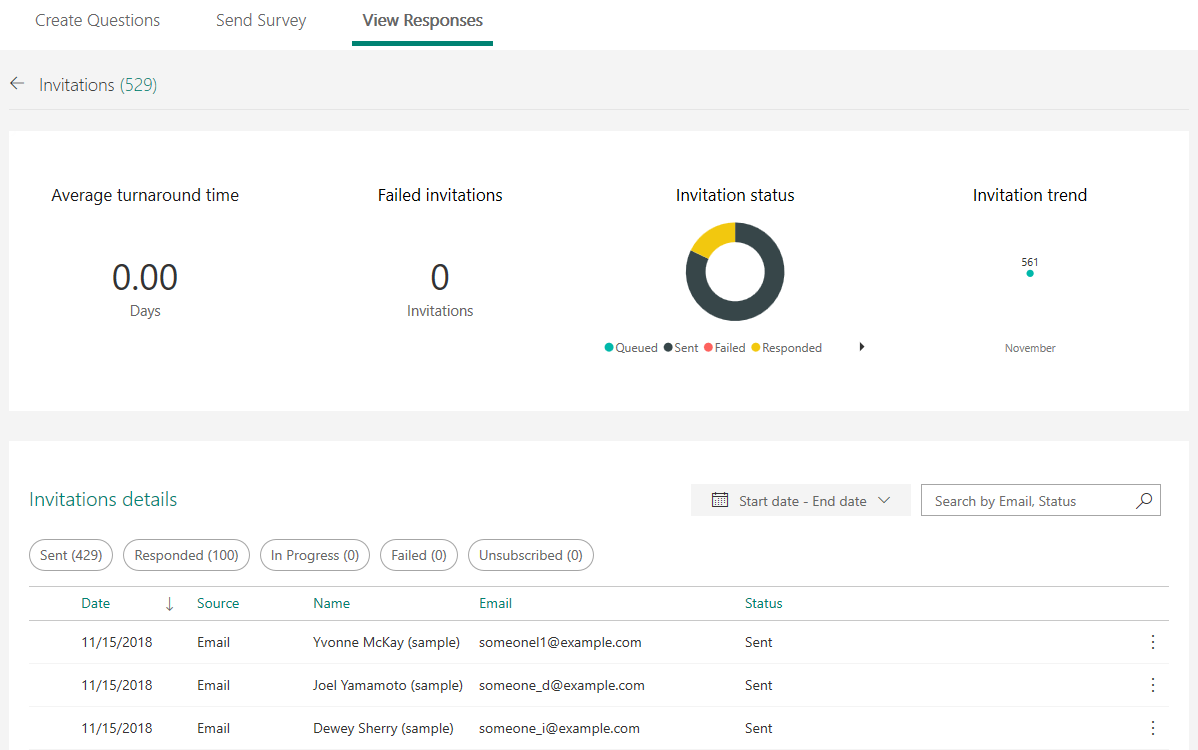 Create Questions Send Survey View Responses
Invitations (529)
Average turnaround time Failed invitations Invitation status Invitation trend
561
0.00 0
Days Invitations
Queued Sent Failed Responded November
Invitations details
Start date - End date Search by Email, Status
Sent (429) Responded (100) In Progress (0) Failed (0) Unsubscribed (0)
Date Source Name Email Status
11/15/2018 Email Yvonne McKay (sample) someonel1@example.com Sent
11/15/2018 Email Joel Yamamoto (sample) someone_d@example.com Sent
11/15/2018 Email Dewey Sherry (sample) someone_i@example.com Sent